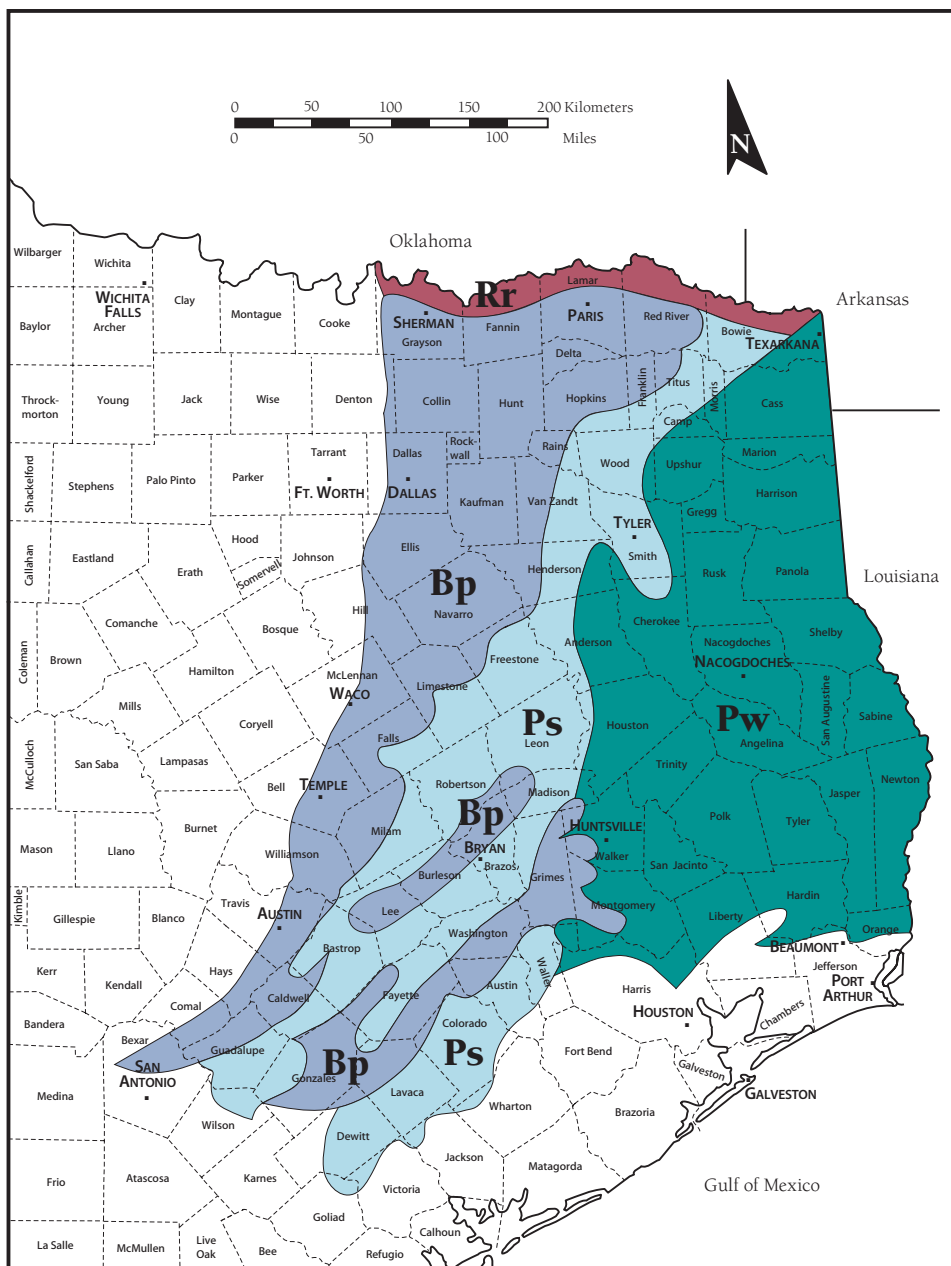 0 50 100 150 200 Kilometers
0 50 100 Miles
N
Oklahoma
Arkansas
Louisiana
Gulf of Mexico
Wilbarger
Wichita
WICHITA
FALLS
Clay
Montague
Cooke
Baylor
Archer
Rr
Lamar
SHERMAN
Grayson
Fannin
PARIS
Red River
Bowie
TEXARKANA
Delta
Throck-
morton
Young
Jack
Wise
Denton
Collin
Hunt
Hopkins
Franklin
Titus
Morris
Cass
Camp
Shackelford
Stephens
Palo Pinto
Parker
Tarrant
FT. WORTH
Dallas
DALLAS
Rock-
wall
Kaufman
Rains
Van Zandt
Wood
Upshur
Marion
Harrison
Gregg
TYLER
Smith
Callahan
Eastland
Erath
Hood
Somervell
Johnson
Ellis
Henderson
Rusk
Panola
Bp
Navarro
Hill
Bosque
Comanche
Coleman
Brown
Hamilton
Mills
McLennan
WACO
Limestone
Freestone
Anderson
Cherokee
Nacogdoches
NACOGDOCHES
Shelby
San Augustine
Sabine
Pw
Angelina
Ps
Leon
Houston
Coryell
Falls
McCulloch
San Saba
Lampasas
Bell
TEMPLE
Robertson
Madison
Trinity
Newton
Jasper
Polk
Tyler
Bp
BRYAN
Brazos
HUNTSVILLE
Walker
San Jacinto
Mason
Llano
Burnet
Williamson
Milam
Burleson
Grimes
Kimble
Gillespie
Blanco
Travis
AUSTIN
Lee
Montgomery
Liberty
Hardin
Orange
BEAUMONT
Jefferson
PORT
ARTHUR
Kerr
Kendall
Hays
Bastrop
Washington
Waller
Harris
HOUSTON
Chambers
Bandera
Comal
Caldwell
Fayette
Austin
Colorado
Bexar
SAN
ANTONIO
Guadalupe
Bp
Gonzales
Ps
Lavaca
Fort Bend
Galveston
GALVESTON
Medina
Wilson
Dewitt
Wharton
Brazoria
Frio
Atascosa
Karnes
Jackson
Matagorda
Victoria
Goliad
Calhoun
La Salle
McMullen
Live
Oak
Bee
Refugio